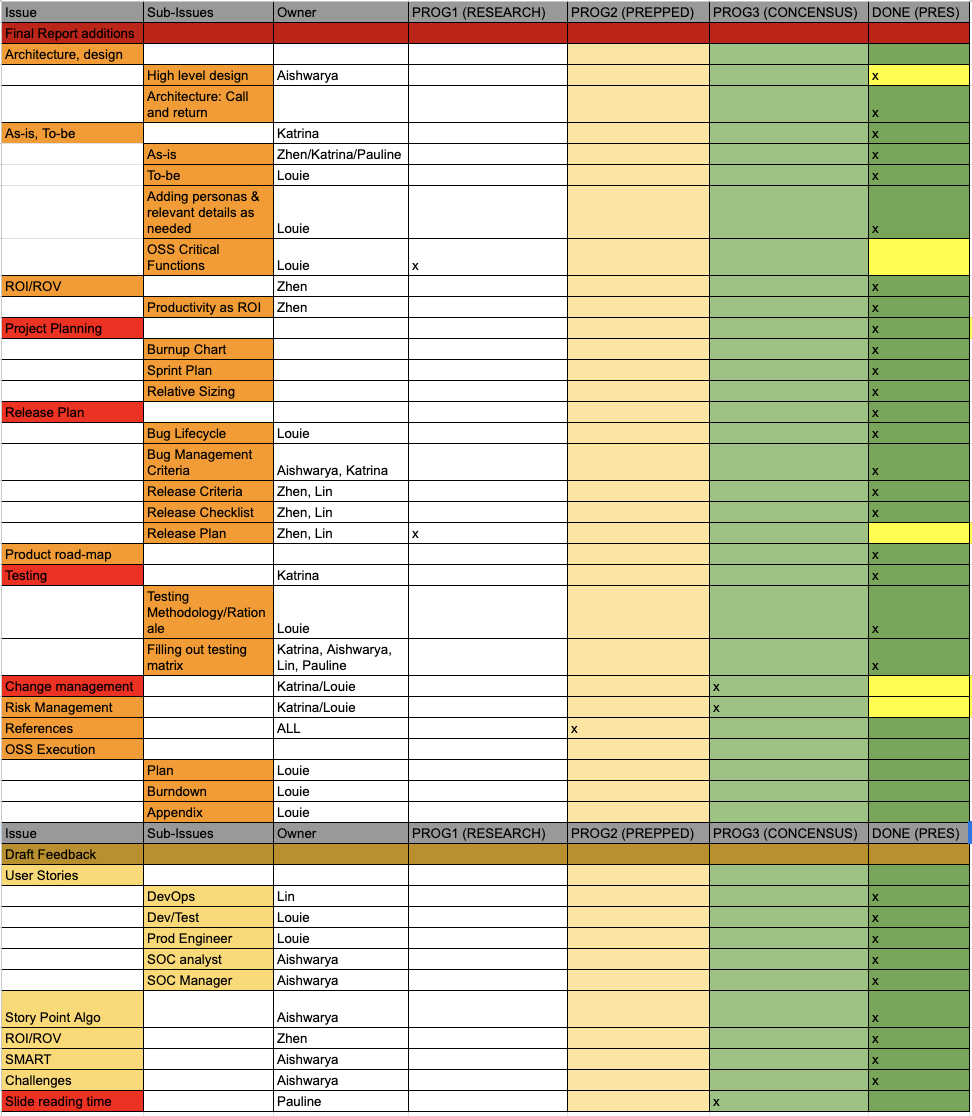 Issue Sub-Issues Owner PROG1 (RESEARCH) PROG2 (PREPPED) PROG3 (CONCENSUS) DONE (PRES)
Final Report additions
Architecture, design
High level design Aishwarya x
Architecture: Call
and return x
As-is, To-be Katrina x
As-is Zhen/Katrina/Pauline x
To-be Louie x
Adding personas &
relevant details as
needed Louie x
OSS Critical
Functions Louie x
ROI/ROV Zhen x
Productivity as ROI Zhen x
Project Planning x
Burnup Chart x
Sprint Plan x
Relative Sizing x
Release Plan x
Bug Lifecycle Louie x
Bug Management
Criteria Aishwarya, Katrina x
Release Criteria Zhen, Lin x
Release Checklist Zhen, Lin x
Release Plan Zhen, Lin x
Product road-map x
Testing Katrina x
Testing
Methodology/Ration
ale Louie x
Filling out testing Katrina, Aishwarya,
matrix Lin, Pauline x
Change management Katrina/Louie x
Risk Management Katrina/Louie x
References ALL x
OSS Execution
Plan Louie
Burndown Louie
Appendix Louie
Issue Sub-Issues Owner PROG1 (RESEARCH) PROG2 (PREPPED) PROG3 (CONCENSUS) DONE (PRES)
Draft Feedback
User Stories
DevOps Lin x
Dev/Test Louie x
Prod Engineer Louie x
SOC analyst Aishwarya x
SOC Manager Aishwarya x
Story Point Algo Aishwarya x
ROI/ROV Zhen x
SMART Aishwarya x
Challenges Aishwarya x
Slide reading time Pauline x